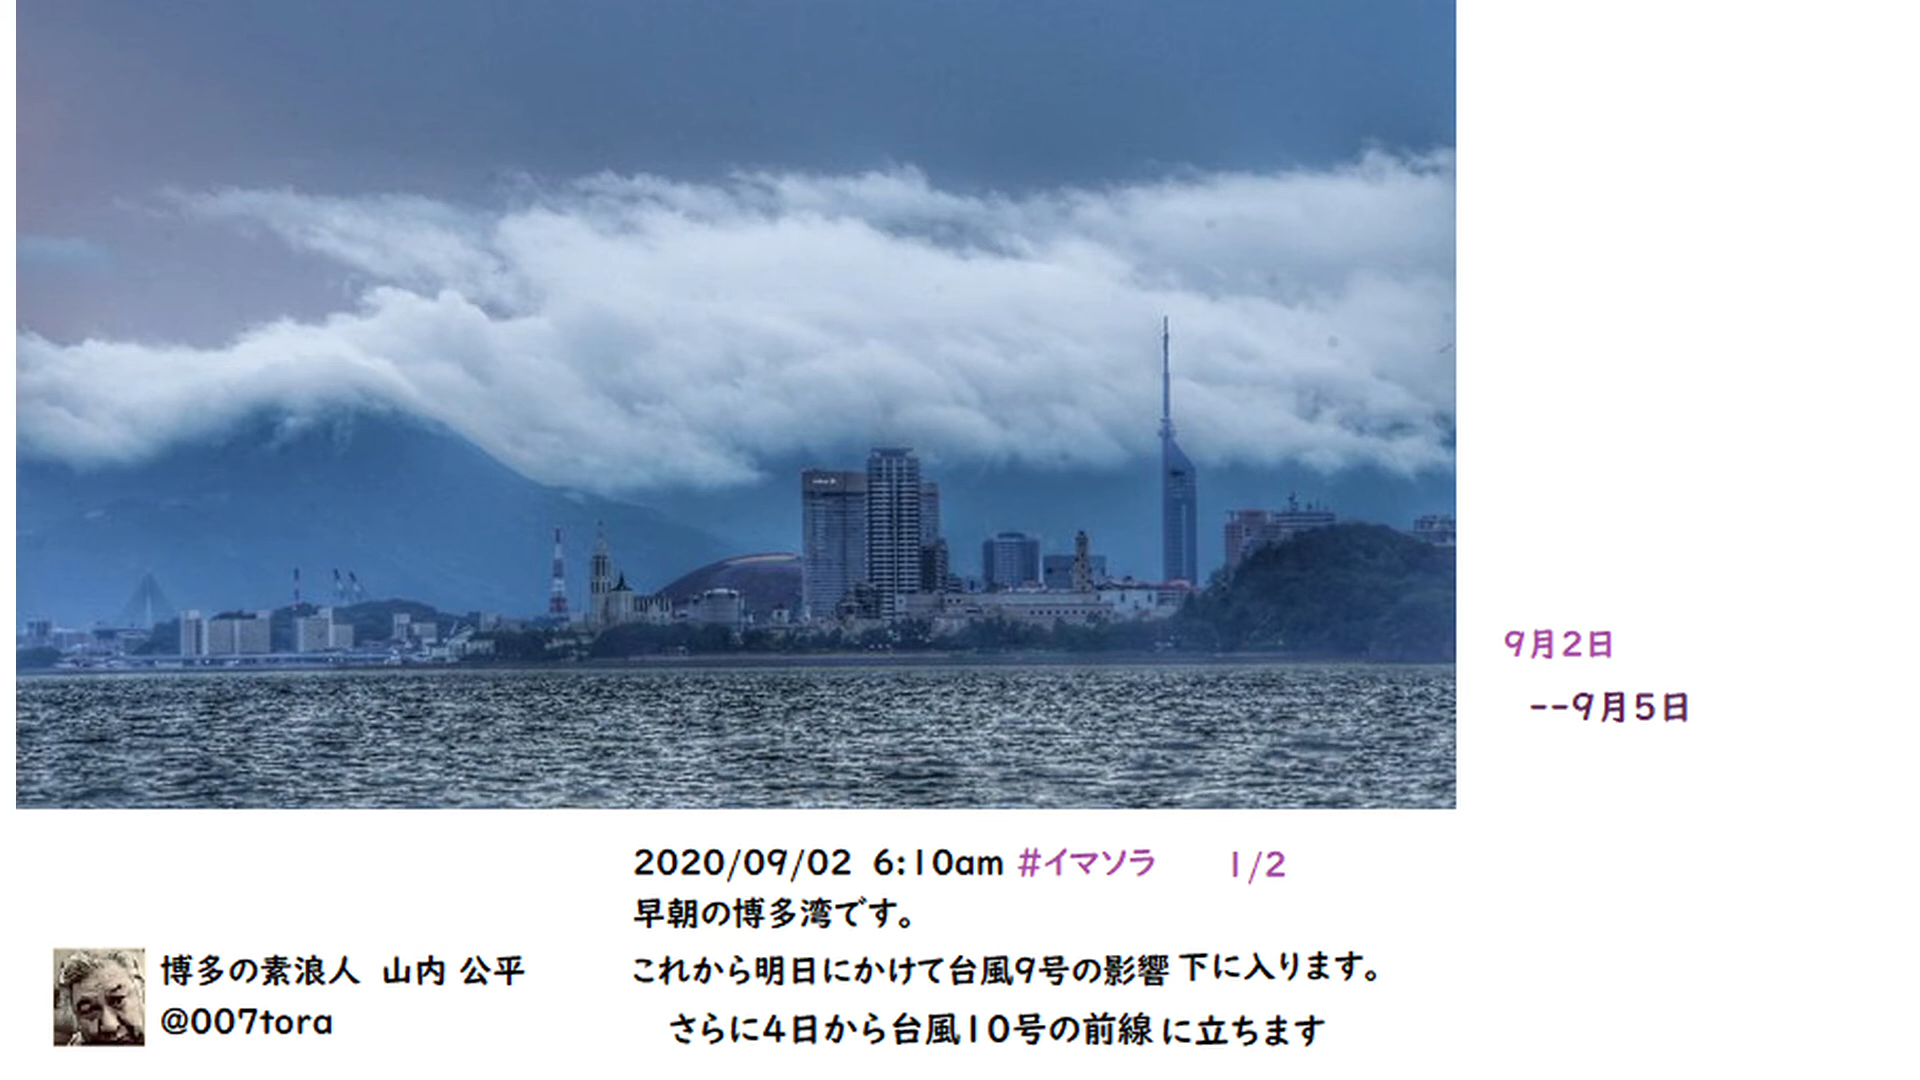 9月2日
--9月5日
2020/09/02 6:10am #イマソラ 1/2
早朝の博多湾です。
これから明日にかけて台風9号の影響下に入ります。
さらに4日から台風10号の前線に立ちます
博多の素浪人 山内 公平
@007tora